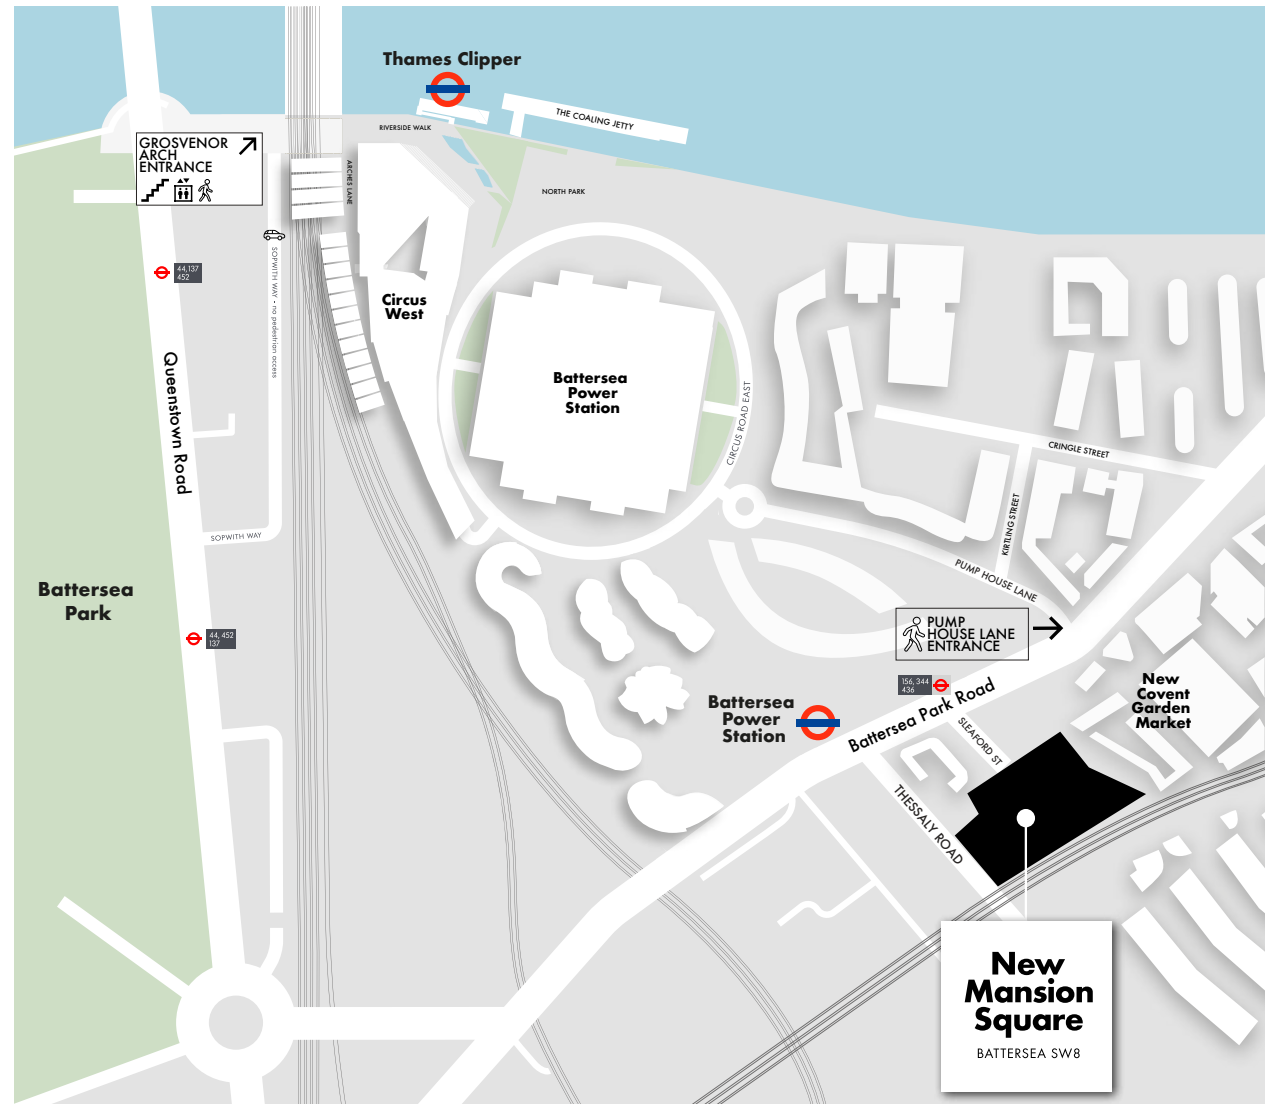 Thames Clipper
THE COALING JETTY
RIVERSIDE WALK
GROSVENOR
ARCH
ENTRANCE
ARCHES LANE
NORTH PARK
44,137
452
SOPWITH WAY - no pedestrian access
Circus
West
Queenstown Road
Battersea
Power
Station
CIRCUS ROAD EAST
CRINGLE STREET
KIRTLING STREET
SOPWITH WAY
PUMP HOUSE LANE
Battersea
Park
44, 452
137
PUMP
HOUSE LANE
ENTRANCE
156, 344
436
New
Covent
Garden
Market
Battersea
Power
Station
Battersea Park Road
SLEAFORD ST
THESSALY ROAD
New
Mansion
Square
BATTERSEA SW8